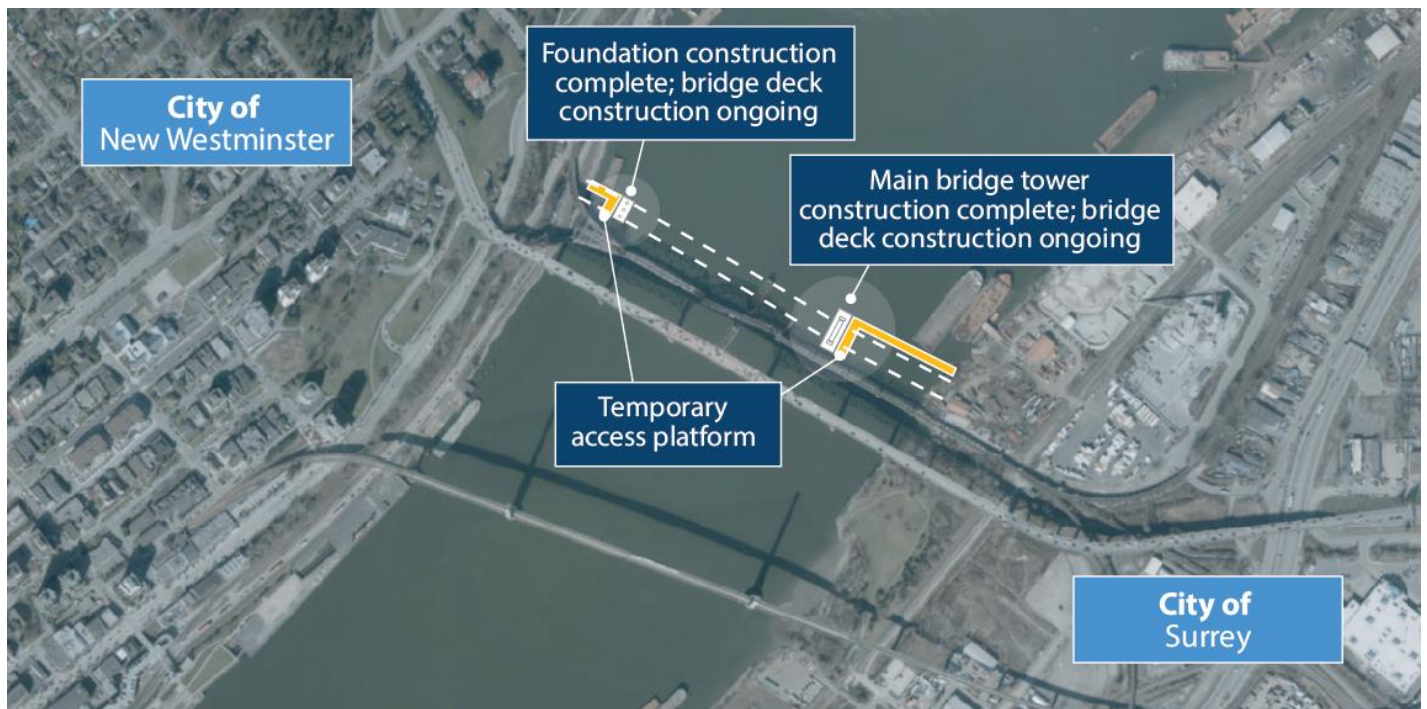 Foundation construction
complete; bridge deck
construction ongoing
City of
New Westminster
Main bridge tower
construction complete; bridge
deck construction ongoing
Temporary
access platform
City of
Surrey